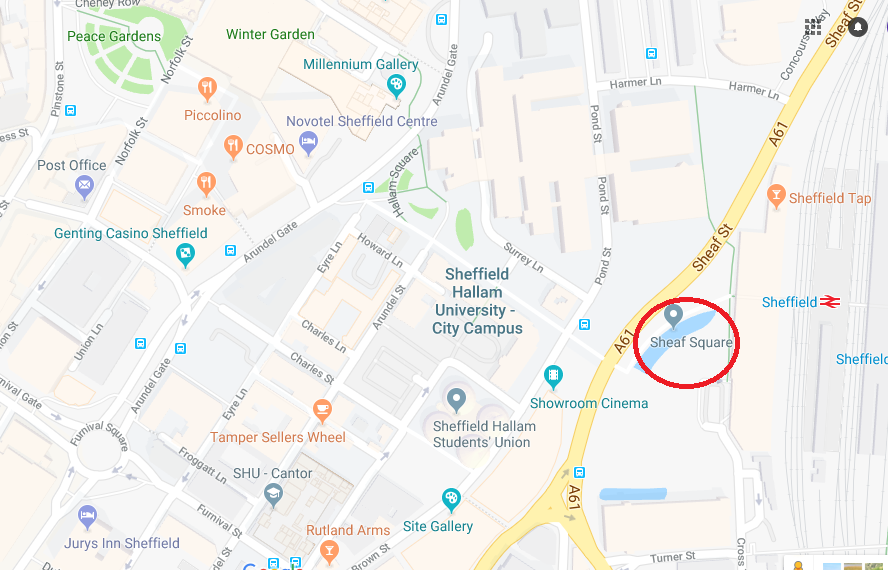 Cheney Row
Peace Gardens
Winter Garden
Millennium Gallery
Norfolk St
Arundel Gate
Sheaf St
Concourse Way
Pinstone St
Harmer Ln
Harmer Ln
Piccolino
Novotel Sheffield Centre
Norfolk St
COSMO
Pond St
A61
Post Office
Hallam Square
Smoke
Pond St
Sheffield Tap
Genting Casino Sheffield
Arundel Gate
Eyre Ln
Howard Ln
Surrey Ln
Sheaf St
Pond St
Sheffield
Hallam
University -
City Campus
Sheffield
Arundel St
Union Ln
Charles Ln
A61
Sheaf Square
Arundel Gate
Charles St
Sheffield
Showroom Cinema
Furnival Gate
Eyre Ln
Tamper Sellers Wheel
Sheffield Hallam
Students' Union
Furnival Square
Froggatt Ln
SHU - Cantor
A61
Furnival St
Site Gallery
Rutland Arms
Jurys Inn Sheffield
Brown St
Turner St
Cross
Google